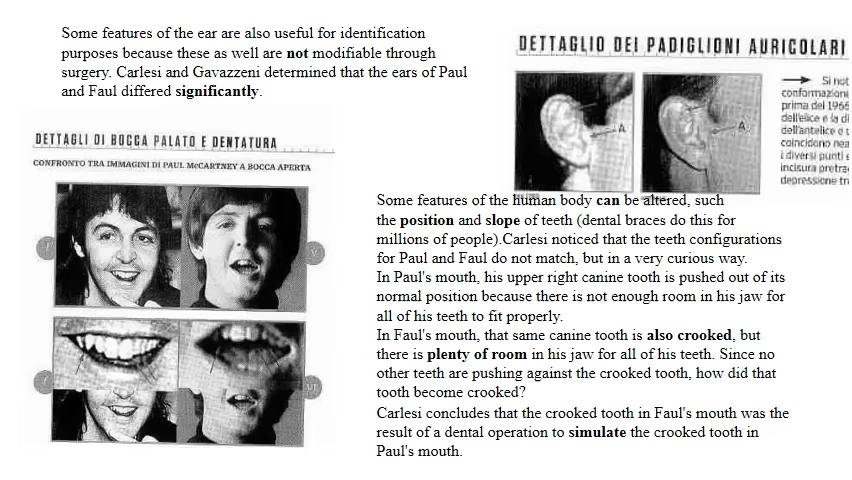 Some features of the ear are also useful for identification
purposes because these as well are not modifiable through
surgery. Carlesi and Gavazzeni determined that the ears of Paul
and Faul differed significantly.
DETTAGLIO DEI PADIGLIONI AURICOLARI
Si not
conformazione
prima del 1966
dell'elice e la di
dell'antelice e
coincidono nea
i diversi punti e
incisura pretra
depressione tr
A
A
DETTAGLI DI BOCCA PALATO E DENTATURA
CONFRONTO TRA IMMAGINI DI PAUL McCARTNEY A BOCCA APERTA
V
VI
Some features of the human body can be altered, such
the position and slope of teeth (dental braces do this for
millions of people).Carlesi noticed that the teeth configurations
for Paul and Faul do not match, but in a very curious way.
In Paul's mouth, his upper right canine tooth is pushed out of its
normal position because there is not enough room in his jaw for
all of his teeth to fit properly.
In Faul's mouth, that same canine tooth is also crooked, but
there is plenty of room in his jaw for all of his teeth. Since no
other teeth are pushing against the crooked tooth, how did that
tooth become crooked?
Carlesi concludes that the crooked tooth in Faul's mouth was the
result of a dental operation to simulate the crooked tooth in
Paul's mouth.